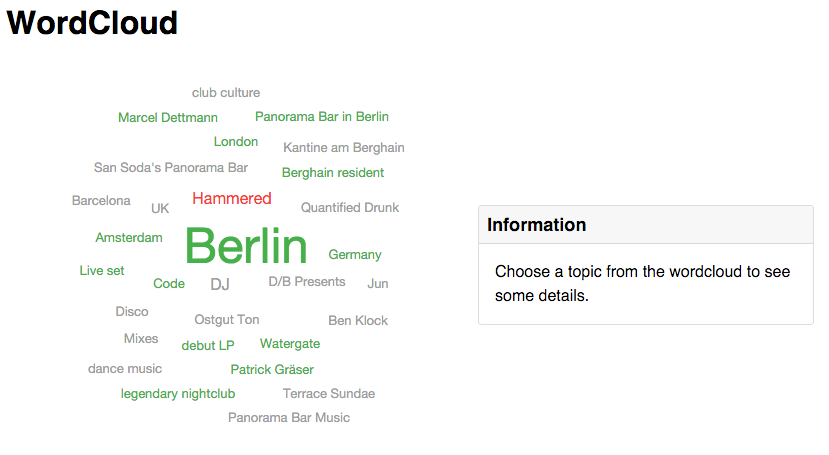 WordCloud
club culture
Marcel Dettmann
Panorama Bar in Berlin
London
Kantine am Berghain
San Soda's Panorama Bar
Berghain resident
Barcelona
UK
Hammered
Quantified Drunk
Amsterdam
Berlin
Germany
Live set
Code
DJ
D/B Presents
Jun
Disco
Ostgut Ton
Ben Klock
Mixes
debut LP
Watergate
dance music
Patrick Gräser
legendary nightclub
Terrace Sundae
Panorama Bar Music
Information
Choose a topic from the wordcloud to see
some details.